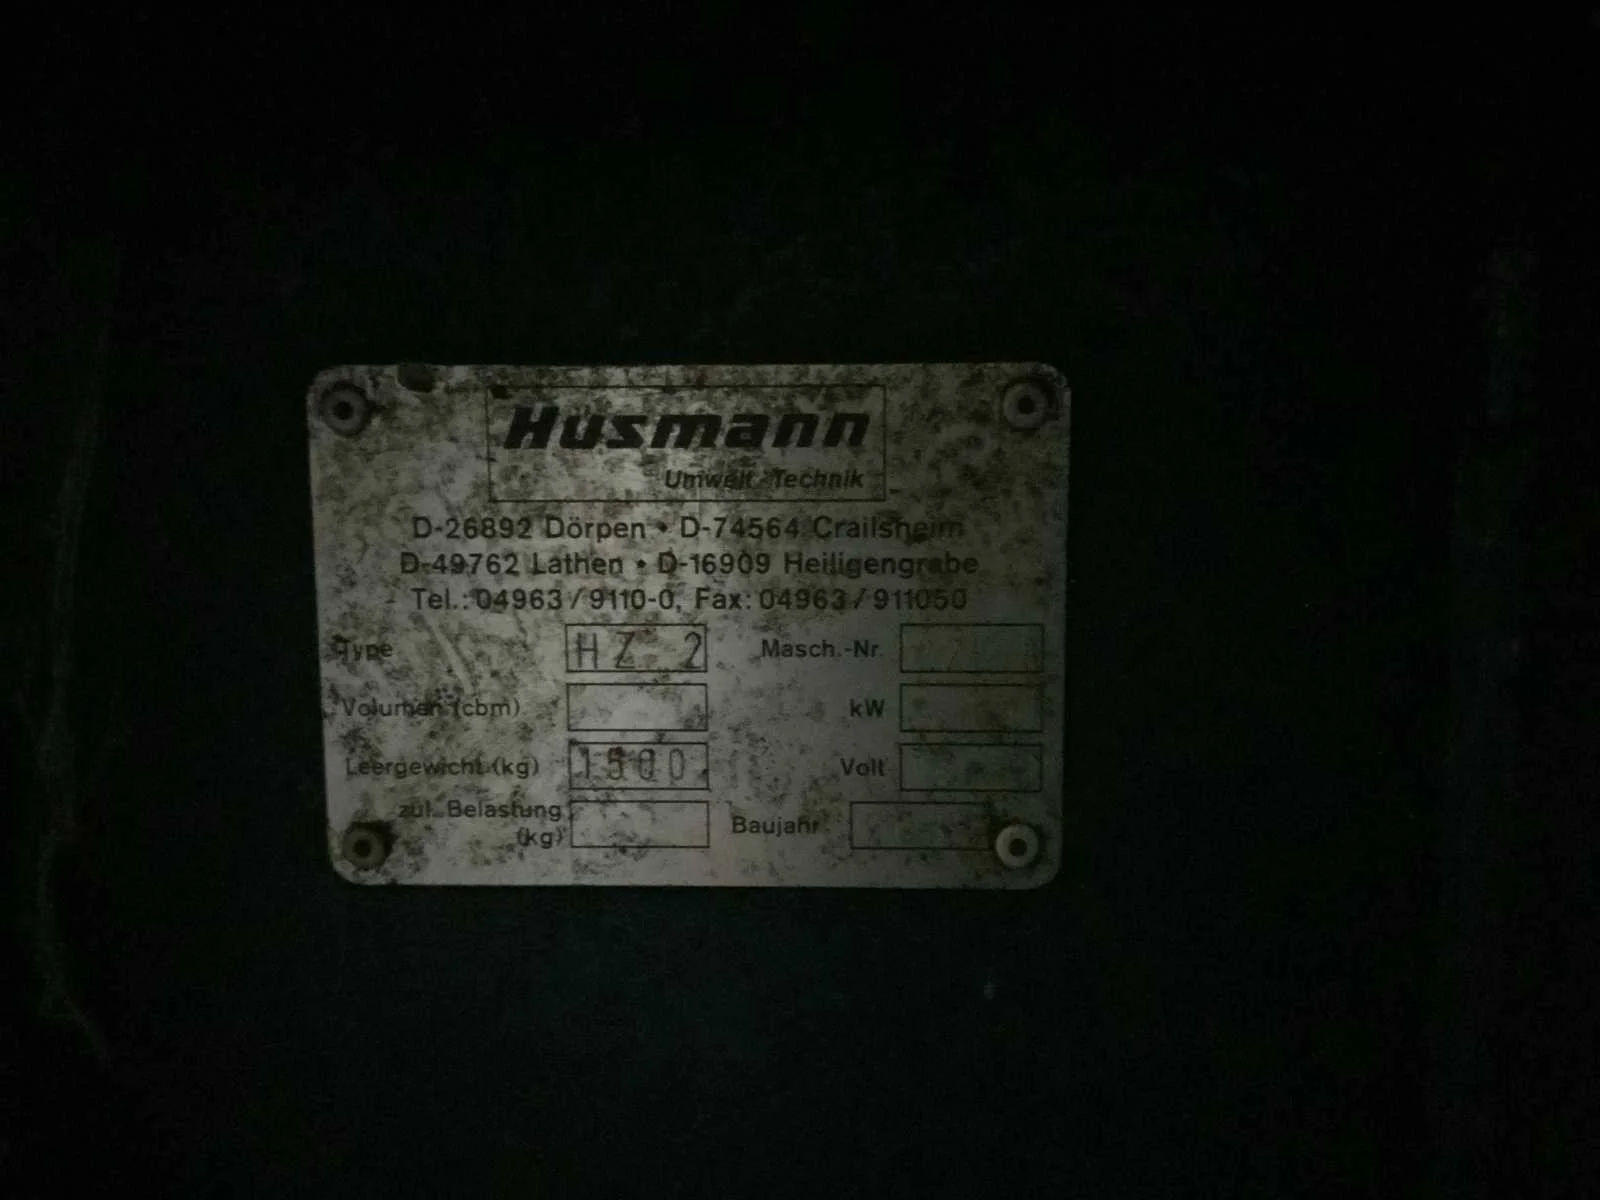 Husmann
Umwelt-Technik
D-26892 Dörpen • D-74564 Crailsheim
D-49762 Lathen • D-16909 Heiligengrabe
Tel.: 04963/9110-0, Fax: 04963/911050
Type HZ 2 Masch.-Nr.
Volumen (cbm) kW
Leergewicht (kg) 1500 Volt
zul. Belastung
(kg) Baujahr